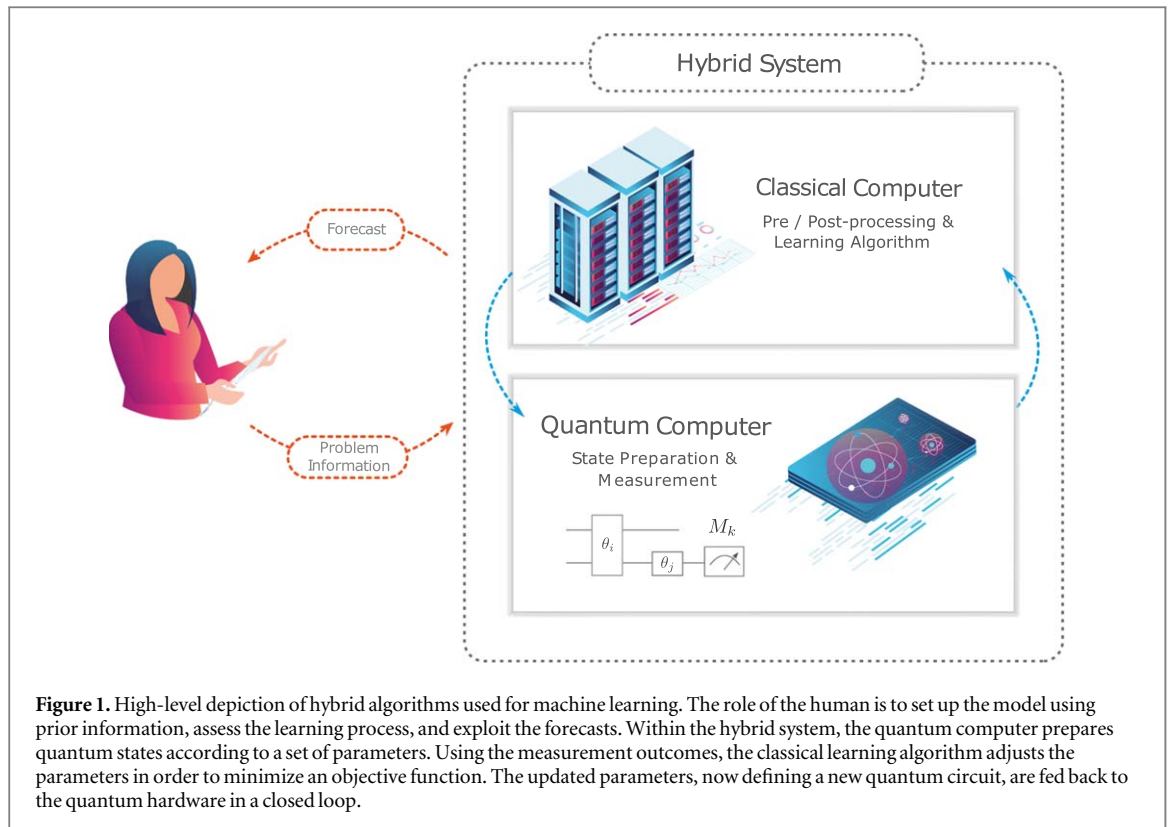 Hybrid System
Classical Computer
Pre / Post-processing &
Learning Algorithm
Forecast
Problem
Information
Quantum Computer
State Preparation &
Measurement
M_k
θ_i
θ_j
Figure 1. High-level depiction of hybrid algorithms used for machine learning. The role of the human is to set up the model using
prior information, assess the learning process, and exploit the forecasts. Within the hybrid system, the quantum computer prepares
quantum states according to a set of parameters. Using the measurement outcomes, the classical learning algorithm adjusts the
parameters in order to minimize an objective function. The updated parameters, now defining a new quantum circuit, are fed back to
the quantum hardware in a closed loop.